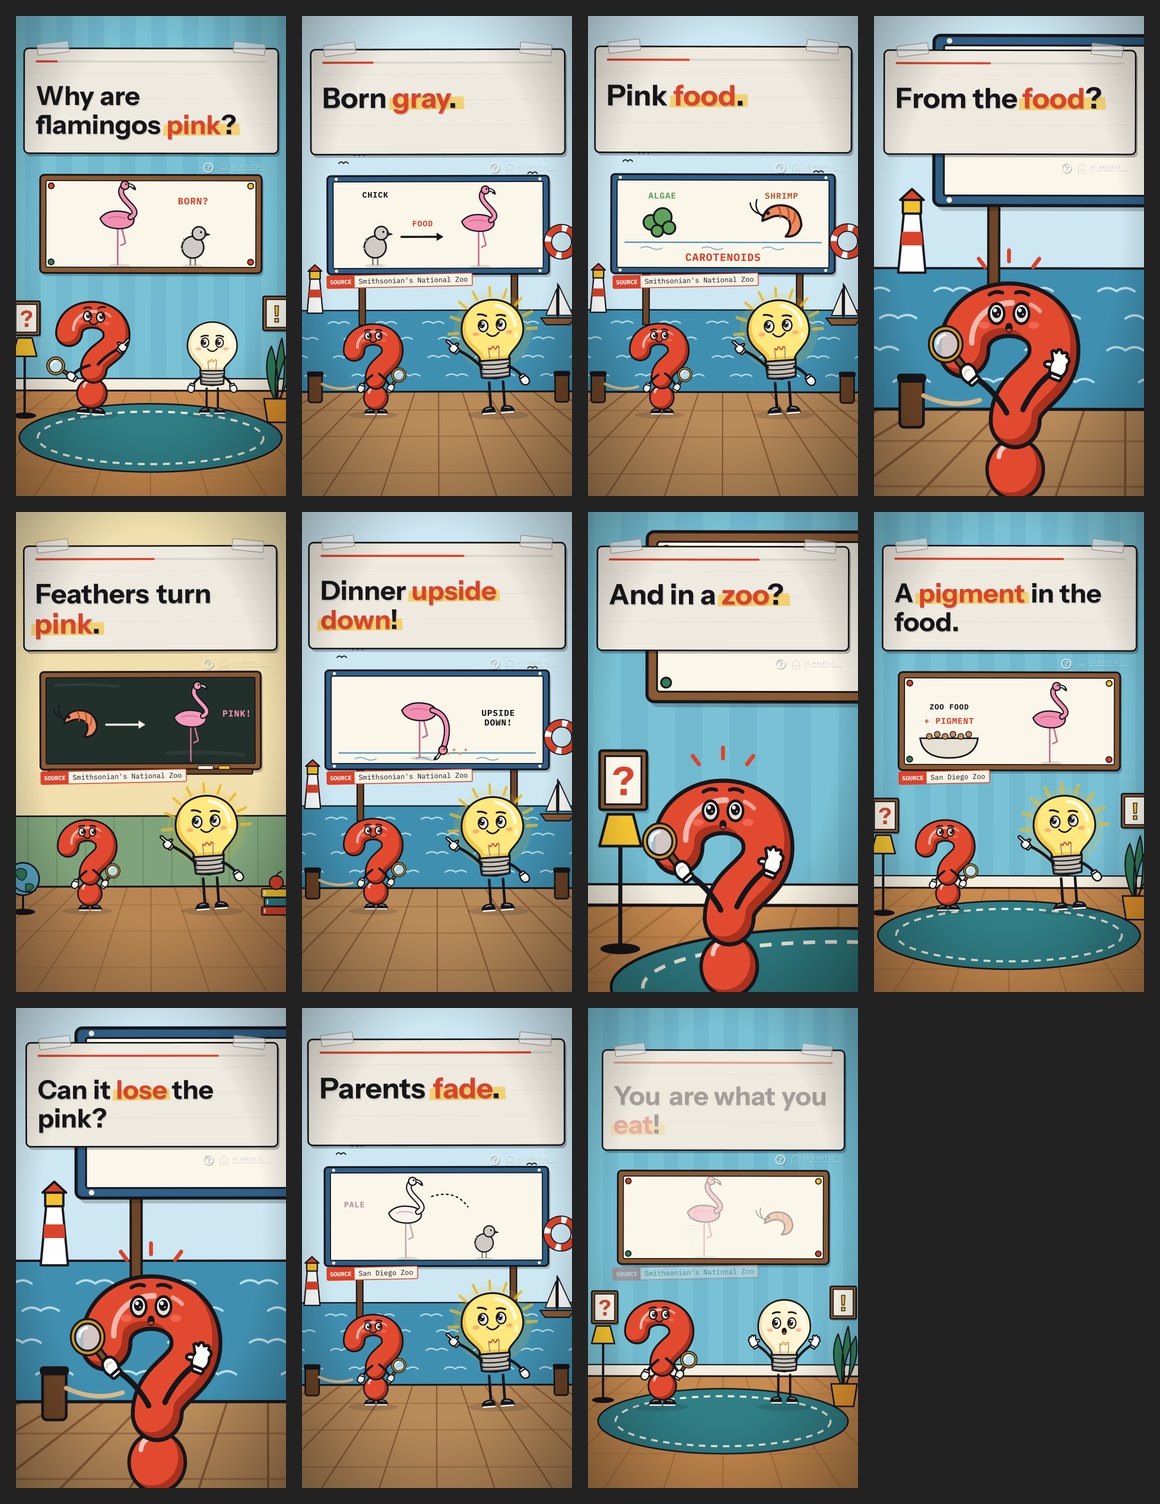 Why are
flamingos pink?
BORN?
?
!
Born gray.
CHICK
FOOD
SOURCE Smithsonian's National Zoo
Pink food.
ALGAE
SHRIMP
CAROTENOIDS
SOURCE Smithsonian's National Zoo
From the food?
Feathers turn
pink.
PINK!
SOURCE Smithsonian's National Zoo
Dinner upside
down!
UPSIDE
DOWN!
SOURCE Smithsonian's National Zoo
And in a zoo?
?
A pigment in the
food.
ZOO FOOD
+ PIGMENT
SOURCE San Diego Zoo
?
!
Can it lose the
pink?
Parents fade.
PALE
SOURCE San Diego Zoo
You are what you
eat!
SOURCE Smithsonian's National Zoo
?
!